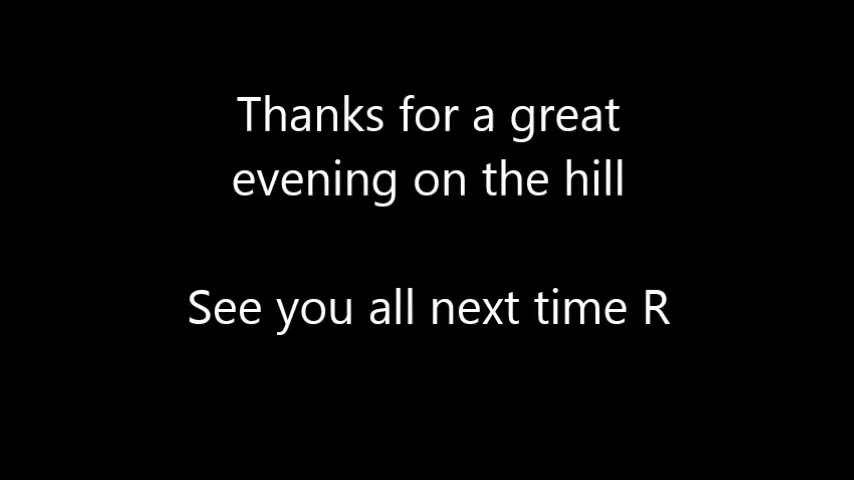 Thanks for a great
evening on the hill
See you all next time R